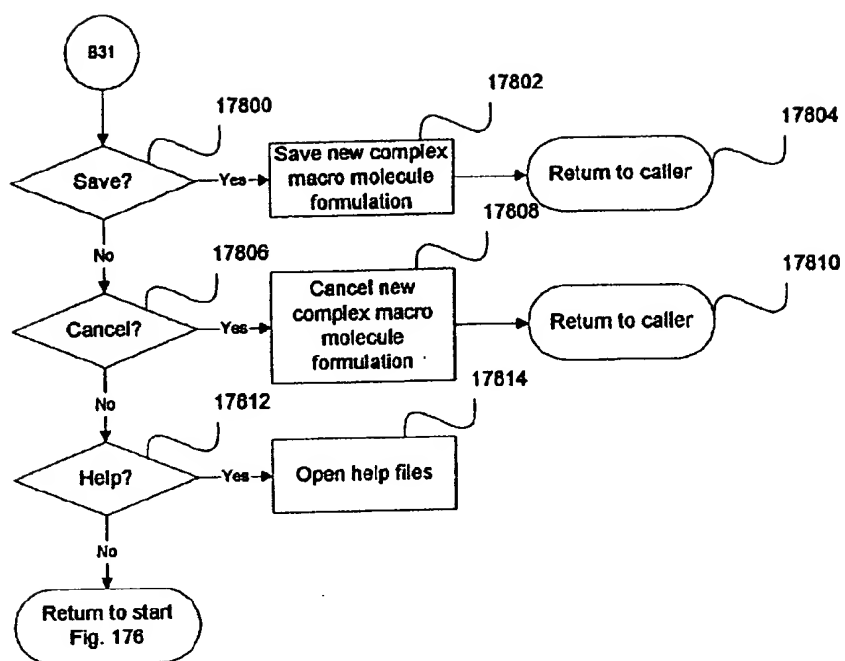 B31
17800
Save?
Yes
17802
Save new complex
macro molecule
formulation
17804
Return to caller
No
17806
Cancel?
Yes
17808
Cancel new
complex macro
molecule
formulation
17810
Return to caller
No
17812
Help?
Yes
17814
Open help files
No
Return to start
Fig. 176